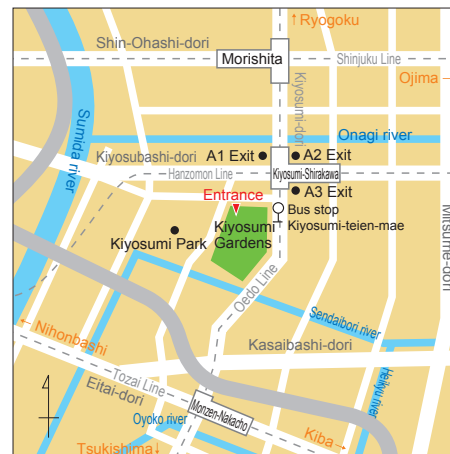 ↑Ryogoku
Shin-Ohashi-dori
Morishita
Shinjuku Line
Ojima→
Kiyosumi-dori
Sumida river
Onagi river
Kiyosubashi-dori
A1 Exit
A2 Exit
Hanzomon Line
Kiyosumi-Shirakawa
A3 Exit
Entrance
Bus stop
Kiyosumi-teien-mae
Mitsume-dori
Kiyosumi Park
Kiyosumi
Gardens
Oedo Line
Sendaibori river
←Nihonbashi
Kasaibashi-dori
Tozai Line
Eitai-dori
Heikyu river
Monzen-Nakacho
Oyoko river
Kiba→
Tsukishima↓
4